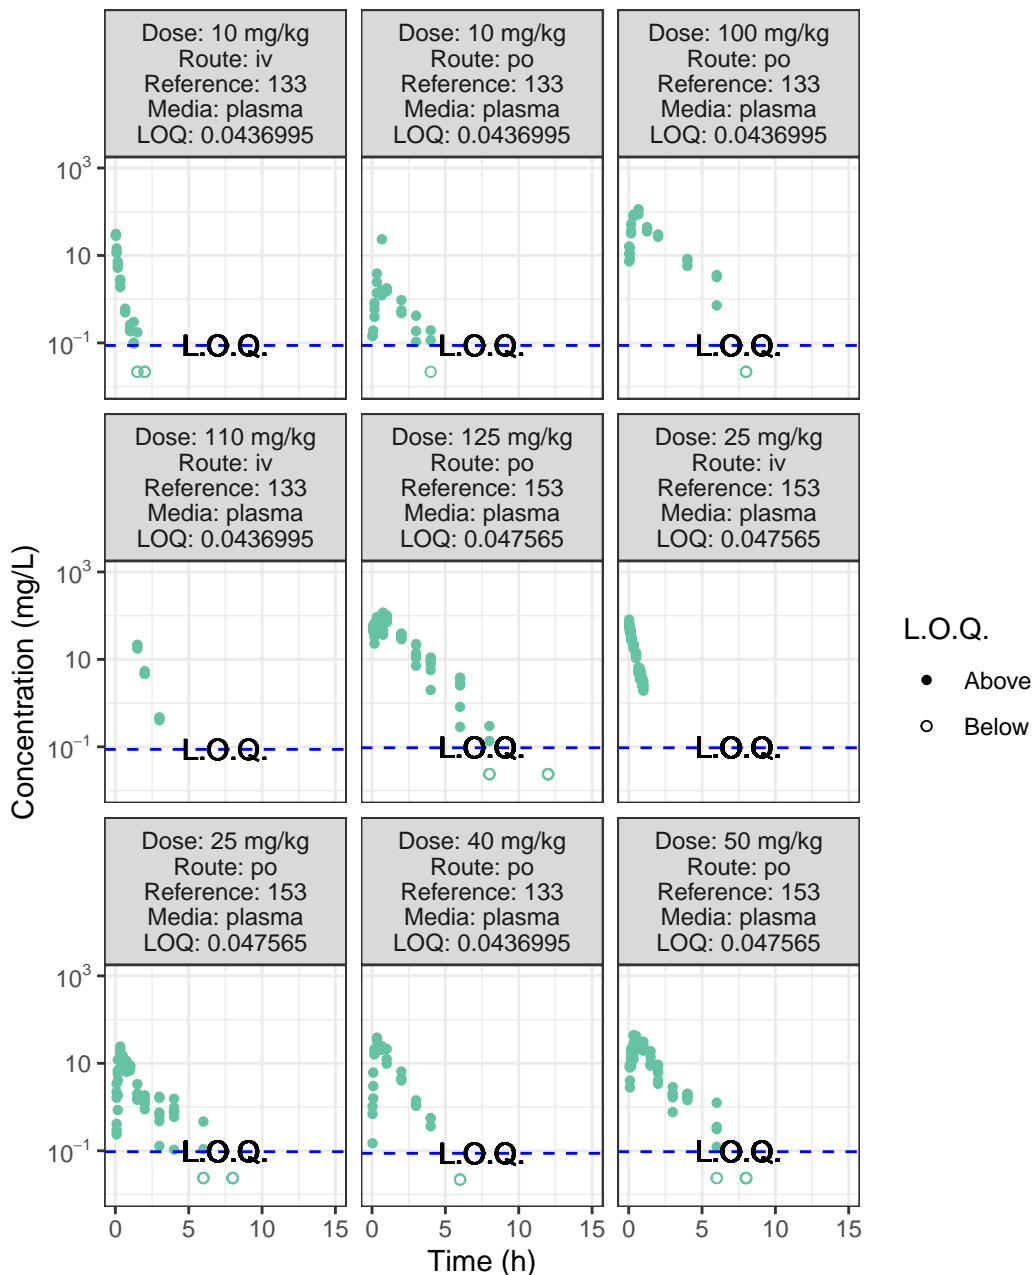 Dose: 10 mg/kg
Route: iv
Reference: 133
Media: plasma
LOQ: 0.0436995
Dose: 10 mg/kg
Route: po
Reference: 133
Media: plasma
LOQ: 0.0436995
Dose: 100 mg/kg
Route: po
Reference: 133
Media: plasma
LOQ: 0.0436995
10³
10
10⁻¹
L.O.Q.
L.O.Q.
L.O.Q.
Dose: 110 mg/kg
Route: iv
Reference: 133
Media: plasma
LOQ: 0.0436995
Dose: 125 mg/kg
Route: po
Reference: 153
Media: plasma
LOQ: 0.047565
Dose: 25 mg/kg
Route: iv
Reference: 153
Media: plasma
LOQ: 0.047565
10³
10
10⁻¹
L.O.Q.
L.O.Q.
L.O.Q.
Dose: 25 mg/kg
Route: po
Reference: 153
Media: plasma
LOQ: 0.047565
Dose: 40 mg/kg
Route: po
Reference: 133
Media: plasma
LOQ: 0.0436995
Dose: 50 mg/kg
Route: po
Reference: 153
Media: plasma
LOQ: 0.047565
10³
10
10⁻¹
L.O.Q.
L.O.Q.
L.O.Q.
0 5 10 15
0 5 10 15
0 5 10 15
Time (h)
Concentration (mg/L)
L.O.Q.
Above
Below